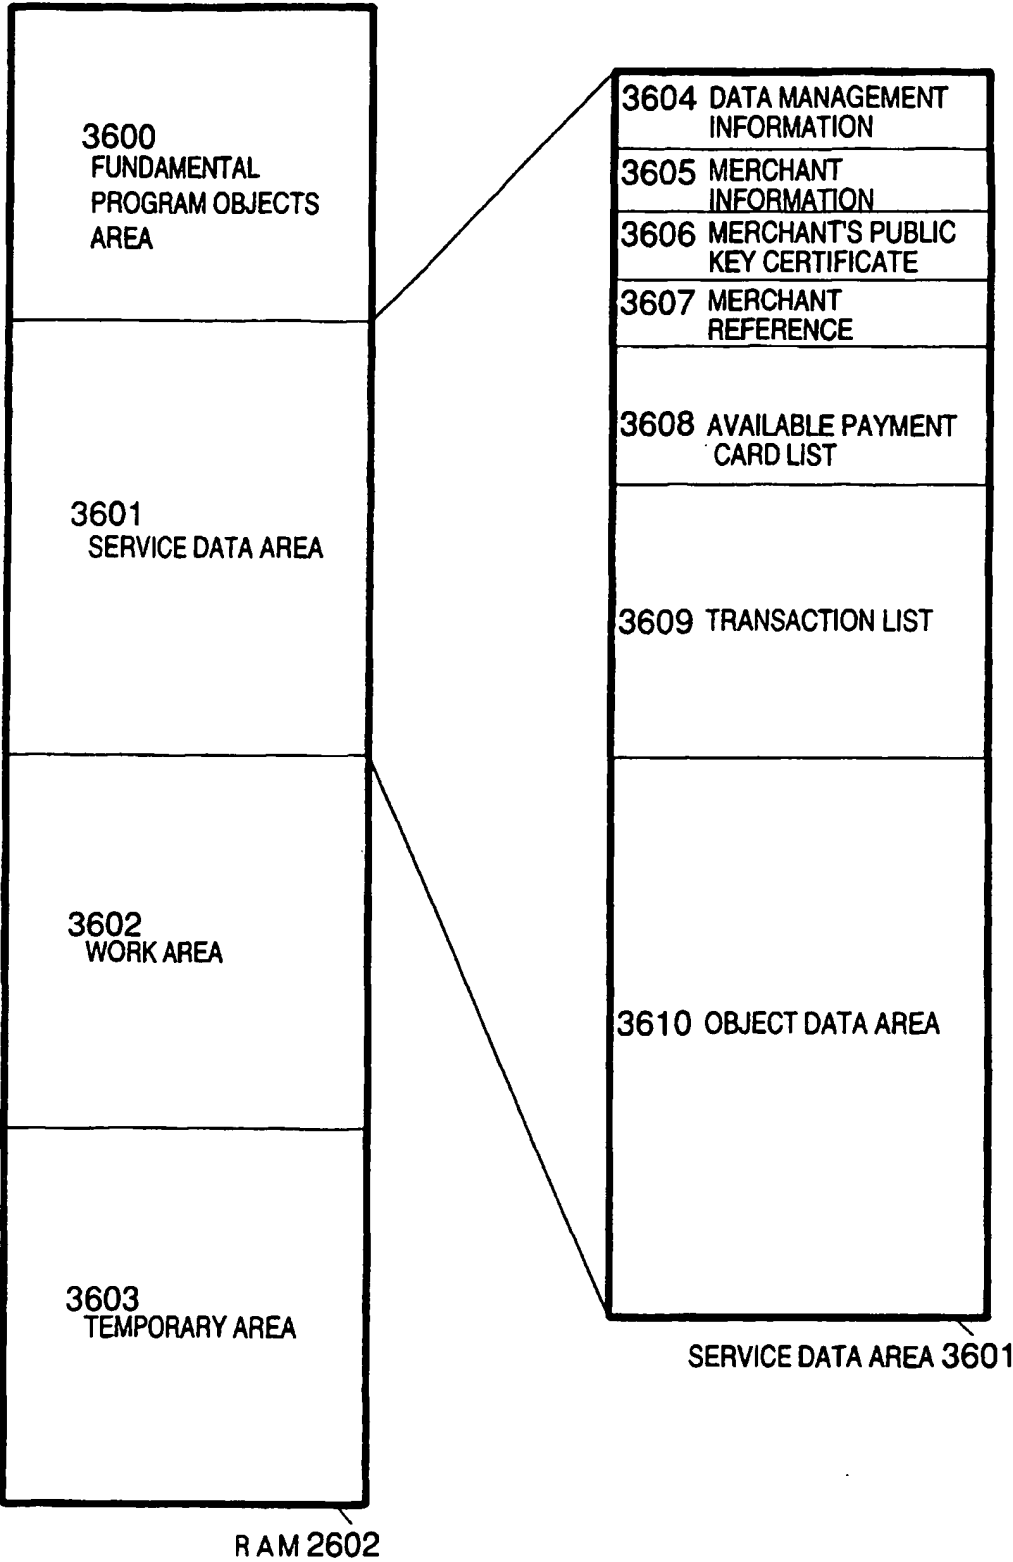 3600
FUNDAMENTAL
PROGRAM OBJECTS
AREA
3601
SERVICE DATA AREA
3602
WORK AREA
3603
TEMPORARY AREA
RAM 2602
3604 DATA MANAGEMENT
INFORMATION
3605 MERCHANT
INFORMATION
3606 MERCHANT'S PUBLIC
KEY CERTIFICATE
3607 MERCHANT
REFERENCE
3608 AVAILABLE PAYMENT
CARD LIST
3609 TRANSACTION LIST
3610 OBJECT DATA AREA
SERVICE DATA AREA 3601